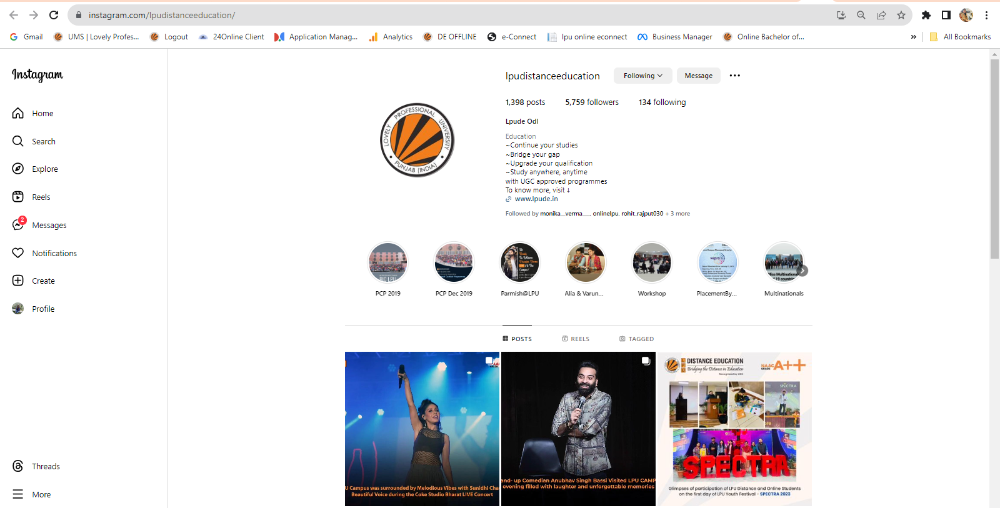 instagram.com/lpudistanceeducation/
Gmail
UMS | Lovely Profes...
Logout
24Online Client
Application Manag...
Analytics
DE OFFLINE
e-Connect
lpu online econnect
Business Manager
Online Bachelor of...
»
All Bookmarks
Instagram
Home
Search
Explore
Reels
2
Messages
Notifications
Create
Profile
Threads
More
lpudistanceeducation
Following
Message
1,398 posts
5,759 followers
134 following
LOVELY PROFESSIONAL UNIVERSITY
PUNJAB (INDIA)
Lpude Odl
Education
~Continue your studies
~Bridge your gap
~Upgrade your qualification
~Study anywhere, anytime
with UGC approved programmes
To know more, visit ↓
www.lpude.in
Followed by monika__verma___, onlinelpu, rohit_rajput030 + 3 more
wipro
PCP 2019
PCP Dec 2019
Parmish@LPU
Alia & Varun...
Workshop
PlacementBy...
Multinationals
POSTS
REELS
TAGGED
U Campus was surrounded by Melodious Vibes with Sunidhi Cha
Beautiful Voice during the Coke Studio Bharat LIVE Concert
and- up Comedian Anubhav Singh Bassi Visited LPU CAMP
evening filled with laughter and unforgettable memories
DISTANCE EDUCATION
Bridging the Distance in Education
Recognised by UGC
NAAC GRADE A++
SPECTRA
SPECTRA
Glimpses of participation of LPU Distance and Online Students
on the first day of LPU Youth Festival - SPECTRA 2023